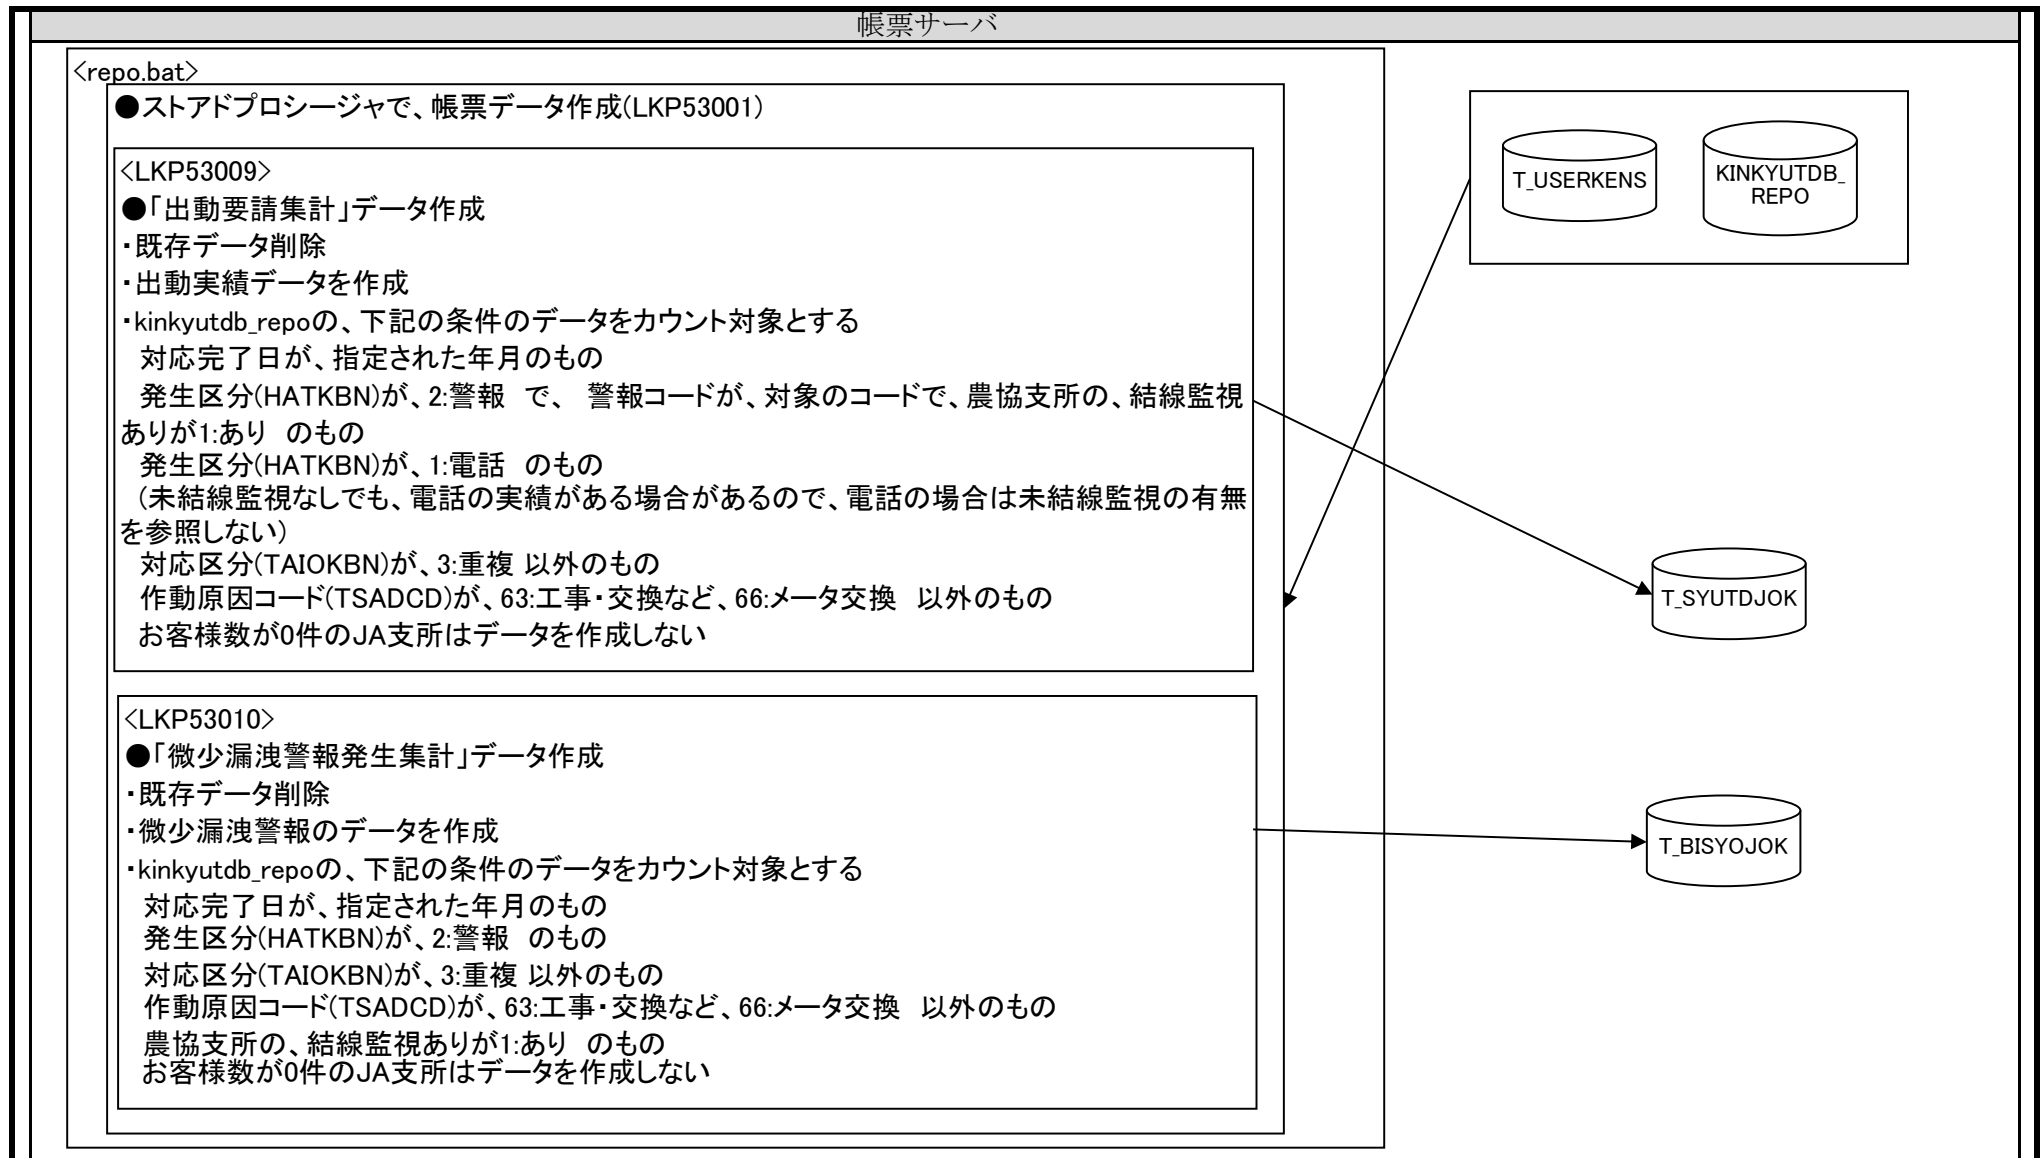 帳票サーバ
<repo.bat>
●ストアドプロシージャで、帳票データ作成(LKP53001)
<LKP53009>
●「出動要請集計」データ作成
・既存データ削除
・出動実績データを作成
・kinkyutdb_repoの、下記の条件のデータをカウント対象とする
対応完了日が、指定された年月のもの
発生区分(HATKBN)が、2:警報　で、　警報コードが、対象のコードで、農協支所の、結線監視
ありが1:あり　のもの
発生区分(HATKBN)が、1:電話　のもの
(未結線監視なしでも、電話の実績がある場合があるので、電話の場合は未結線監視の有無
を参照しない)
対応区分(TAIOKBN)が、3:重複 以外のもの
作動原因コード(TSADCD)が、63:工事・交換など、66:メータ交換　以外のもの
お客様数が0件のJA支所はデータを作成しない
<LKP53010>
●「微少漏洩警報発生集計」データ作成
・既存データ削除
・微少漏洩警報のデータを作成
・kinkyutdb_repoの、下記の条件のデータをカウント対象とする
対応完了日が、指定された年月のもの
発生区分(HATKBN)が、2:警報　のもの
対応区分(TAIOKBN)が、3:重複 以外のもの
作動原因コード(TSADCD)が、63:工事・交換など、66:メータ交換　以外のもの
農協支所の、結線監視ありが1:あり　のもの
お客様数が0件のJA支所はデータを作成しない
T_USERKENS
KINKYUTDB_
REPO
T_SYUTDJOK
T_BISYOJOK